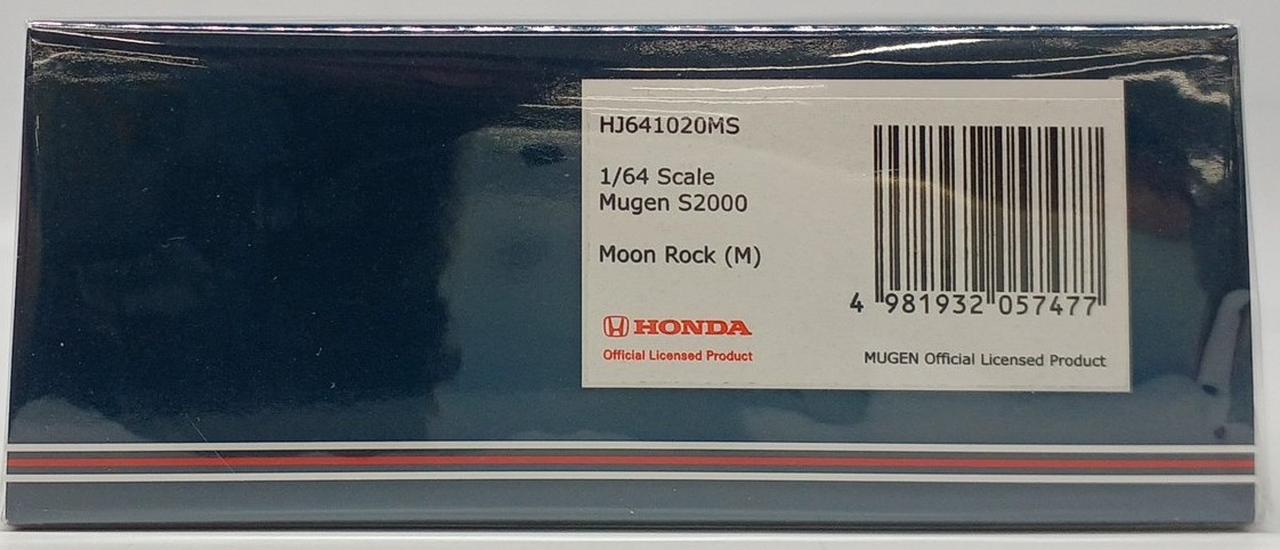 HJ641020MS
1/64 Scale
Mugen S2000
Moon Rock (M)
4 981932 057477
HONDA
Official Licensed Product
MUGEN Official Licensed Product